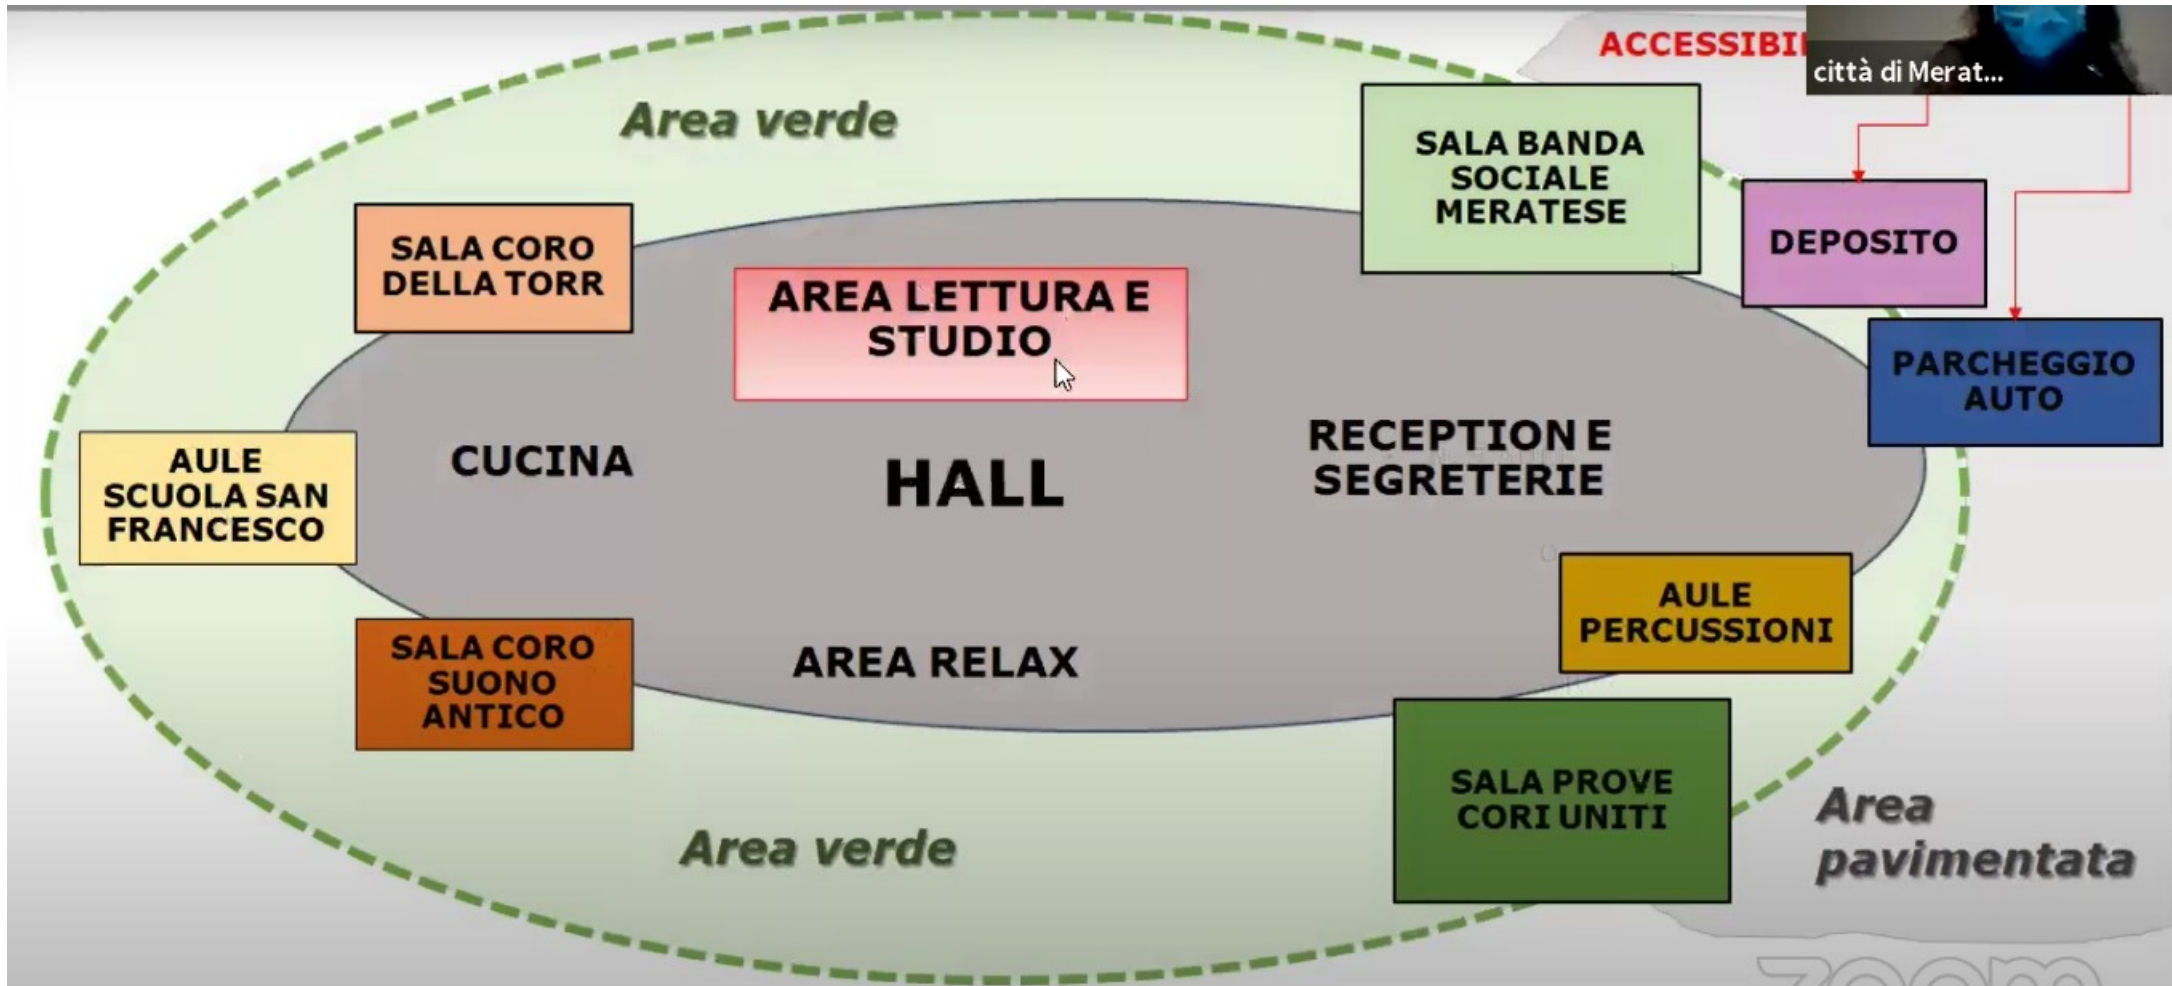 ACCESSIBI
città di Merat...
Area verde
SALA BANDA
SOCIALE
MERATESE
DEPOSITO
SALA CORO
DELLA TORR
AREA LETTURA E
STUDIO
PARCHEGGIO
AUTO
AULE
SCUOLA SAN
FRANCESCO
CUCINA
HALL
RECEPTION E
SEGRETERIE
AULE
PERCUSSIONI
SALA CORO
SUONO
ANTICO
AREA RELAX
SALA PROVE
CORI UNITI
Area verde
Area
pavimentata
zoom